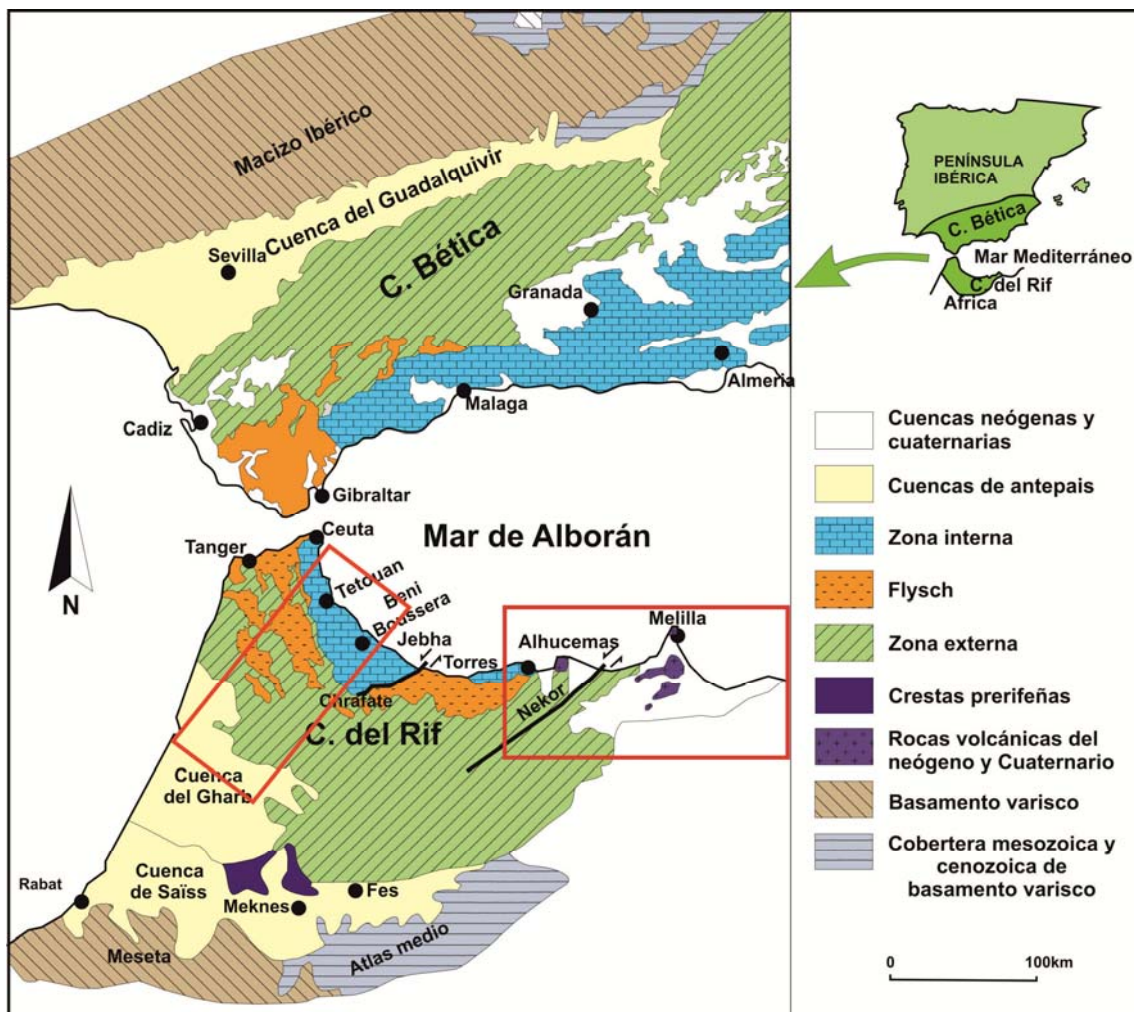 Macizo Ibérico
Cuenca del Guadalquivir
Sevilla
C. Bética
Granada
Almeria
Malaga
Cadiz
Gibraltar
Ceuta
Mar de Alborán
Tanger
Tetouan
Beni
Boussera
Jebha
Torres
Alhucemas
Melilla
Chrafate
Nekor
C. del Rif
Cuenca
del Gharb
Cuenca
de Saïss
Rabat
Fes
Meknes
Meseta
Atlas medio
N
PENÍNSULA
IBÉRICA
C. Bética
Mar Mediterráneo
C. del Rif
Africa
Cuencas neógenas y
cuaternarias
Cuencas de antepais
Zona interna
Flysch
Zona externa
Crestas prerifeñas
Rocas volcánicas del
neógeno y Cuaternario
Basamento varisco
Cobertera mesozoica y
cenozoica de
basamento varisco
0 100km